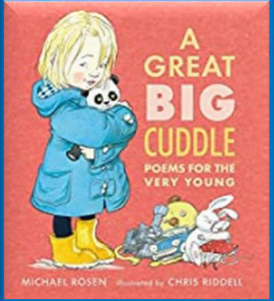 A
GREAT
BIG
CUDDLE
POEMS FOR THE
VERY YOUNG
MICHAEL ROSEN illustrated by CHRIS RIDDELL